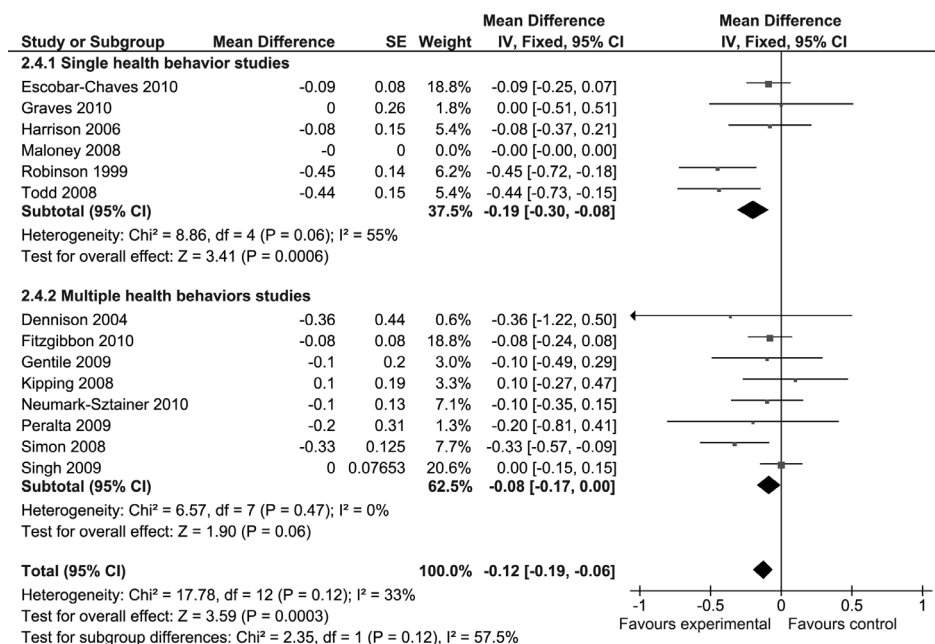 Mean Difference Mean Difference
Study or Subgroup Mean Difference SE Weight IV, Fixed, 95% CI IV, Fixed, 95% CI
2.4.1 Single health behavior studies
Escobar-Chaves 2010 -0.09 0.08 18.8% -0.09 [-0.25, 0.07]
Graves 2010 0 0.26 1.8% 0.00 [-0.51, 0.51]
Harrison 2006 -0.08 0.15 5.4% -0.08 [-0.37, 0.21]
Maloney 2008 -0 0 0.0% -0.00 [-0.00, 0.00]
Robinson 1999 -0.45 0.14 6.2% -0.45 [-0.72, -0.18]
Todd 2008 -0.44 0.15 5.4% -0.44 [-0.73, -0.15]
Subtotal (95% CI) 37.5% -0.19 [-0.30, -0.08]
Heterogeneity: Chi² = 8.86, df = 4 (P = 0.06); I² = 55%
Test for overall effect: Z = 3.41 (P = 0.0006)
2.4.2 Multiple health behaviors studies
Dennison 2004 -0.36 0.44 0.6% -0.36 [-1.22, 0.50]
Fitzgibbon 2010 -0.08 0.08 18.8% -0.08 [-0.24, 0.08]
Gentile 2009 -0.1 0.2 3.0% -0.10 [-0.49, 0.29]
Kipping 2008 0.1 0.19 3.3% 0.10 [-0.27, 0.47]
Neumark-Sztainer 2010 -0.1 0.13 7.1% -0.10 [-0.35, 0.15]
Peralta 2009 -0.2 0.31 1.3% -0.20 [-0.81, 0.41]
Simon 2008 -0.33 0.125 7.7% -0.33 [-0.57, -0.09]
Singh 2009 0 0.07653 20.6% 0.00 [-0.15, 0.15]
Subtotal (95% CI) 62.5% -0.08 [-0.17, 0.00]
Heterogeneity: Chi² = 6.57, df = 7 (P = 0.47); I² = 0%
Test for overall effect: Z = 1.90 (P = 0.06)
Total (95% CI) 100.0% -0.12 [-0.19, -0.06]
Heterogeneity: Chi² = 17.78, df = 12 (P = 0.12); I² = 33%
Test for overall effect: Z = 3.59 (P = 0.0003)
Test for subgroup differences: Chi² = 2.35, df = 1 (P = 0.12), I² = 57.5%
-1 -0.5 0 0.5 1
Favours experimental Favours control